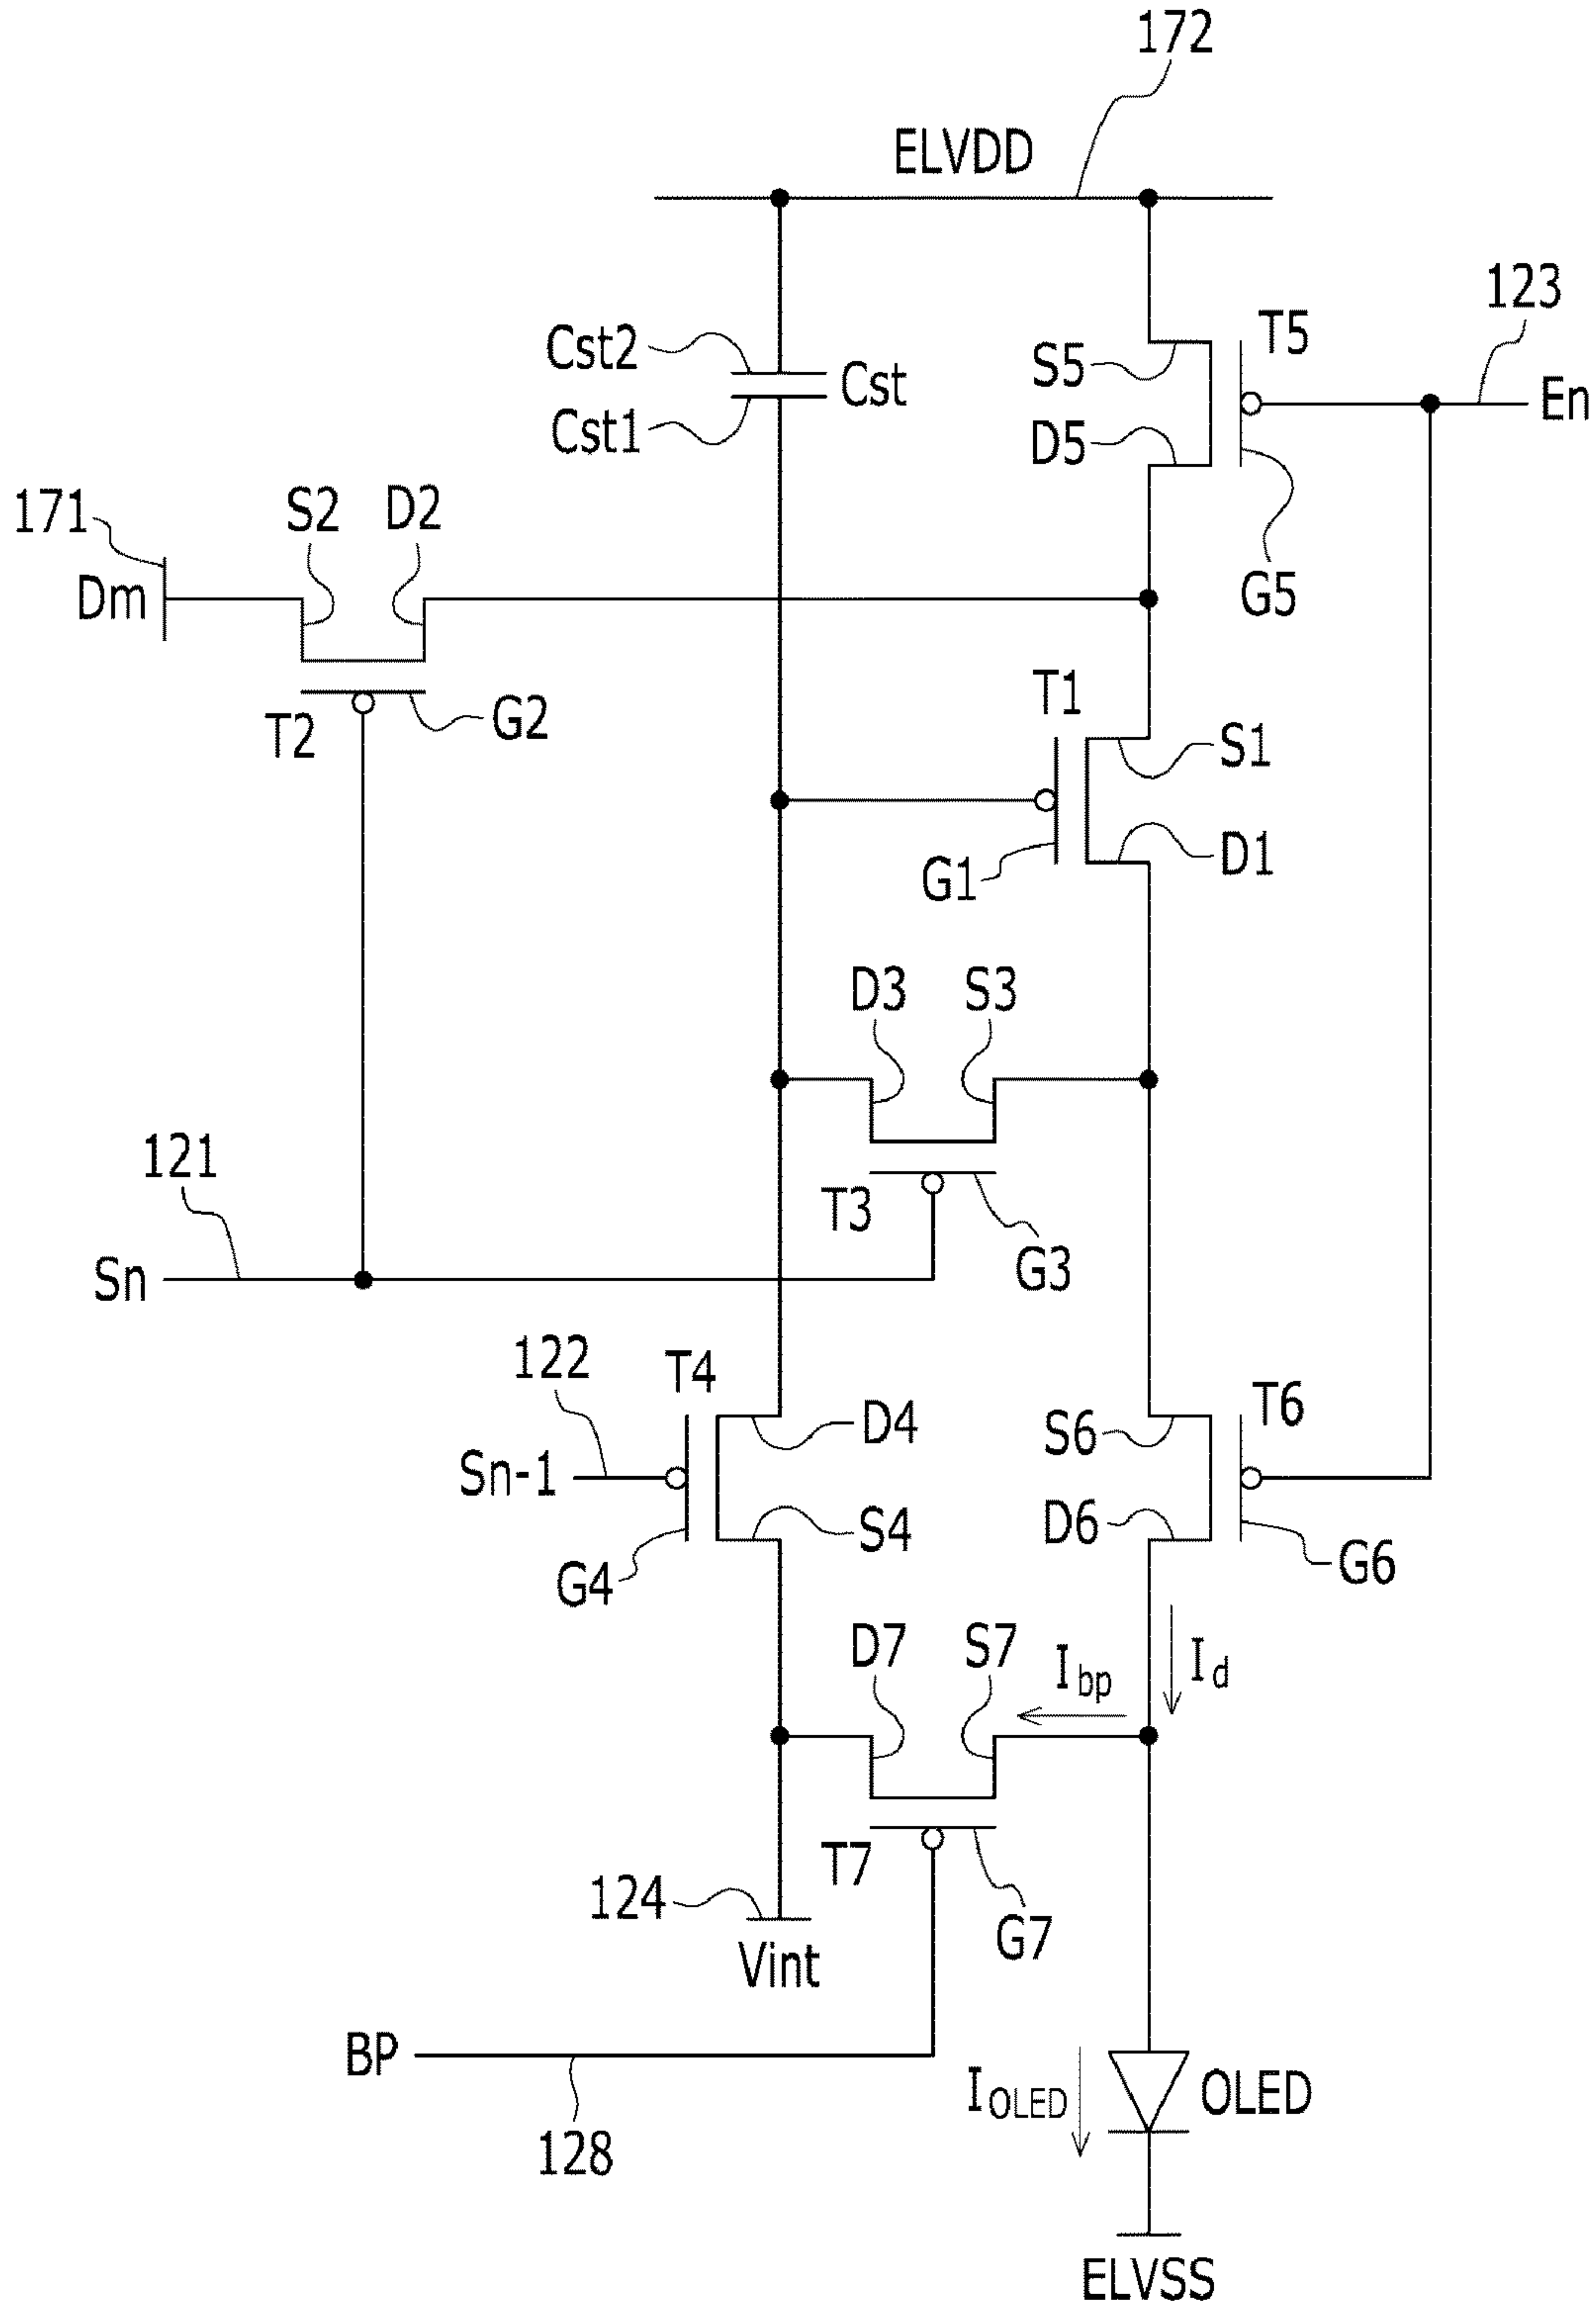 172
ELVDD
123
Cst2
Cst
S5
T5
En
Cst1
D5
171
S2
D2
Dm
G5
T1
T2
G2
S1
G1
D1
D3
S3
121
T3
Sn
G3
122
T4
D4
S6
T6
Sn-1
S4
D6
G4
G6
D7
S7
Ibp
Id
T7
124
G7
Vint
BP
IOLED
OLED
128
ELVSS